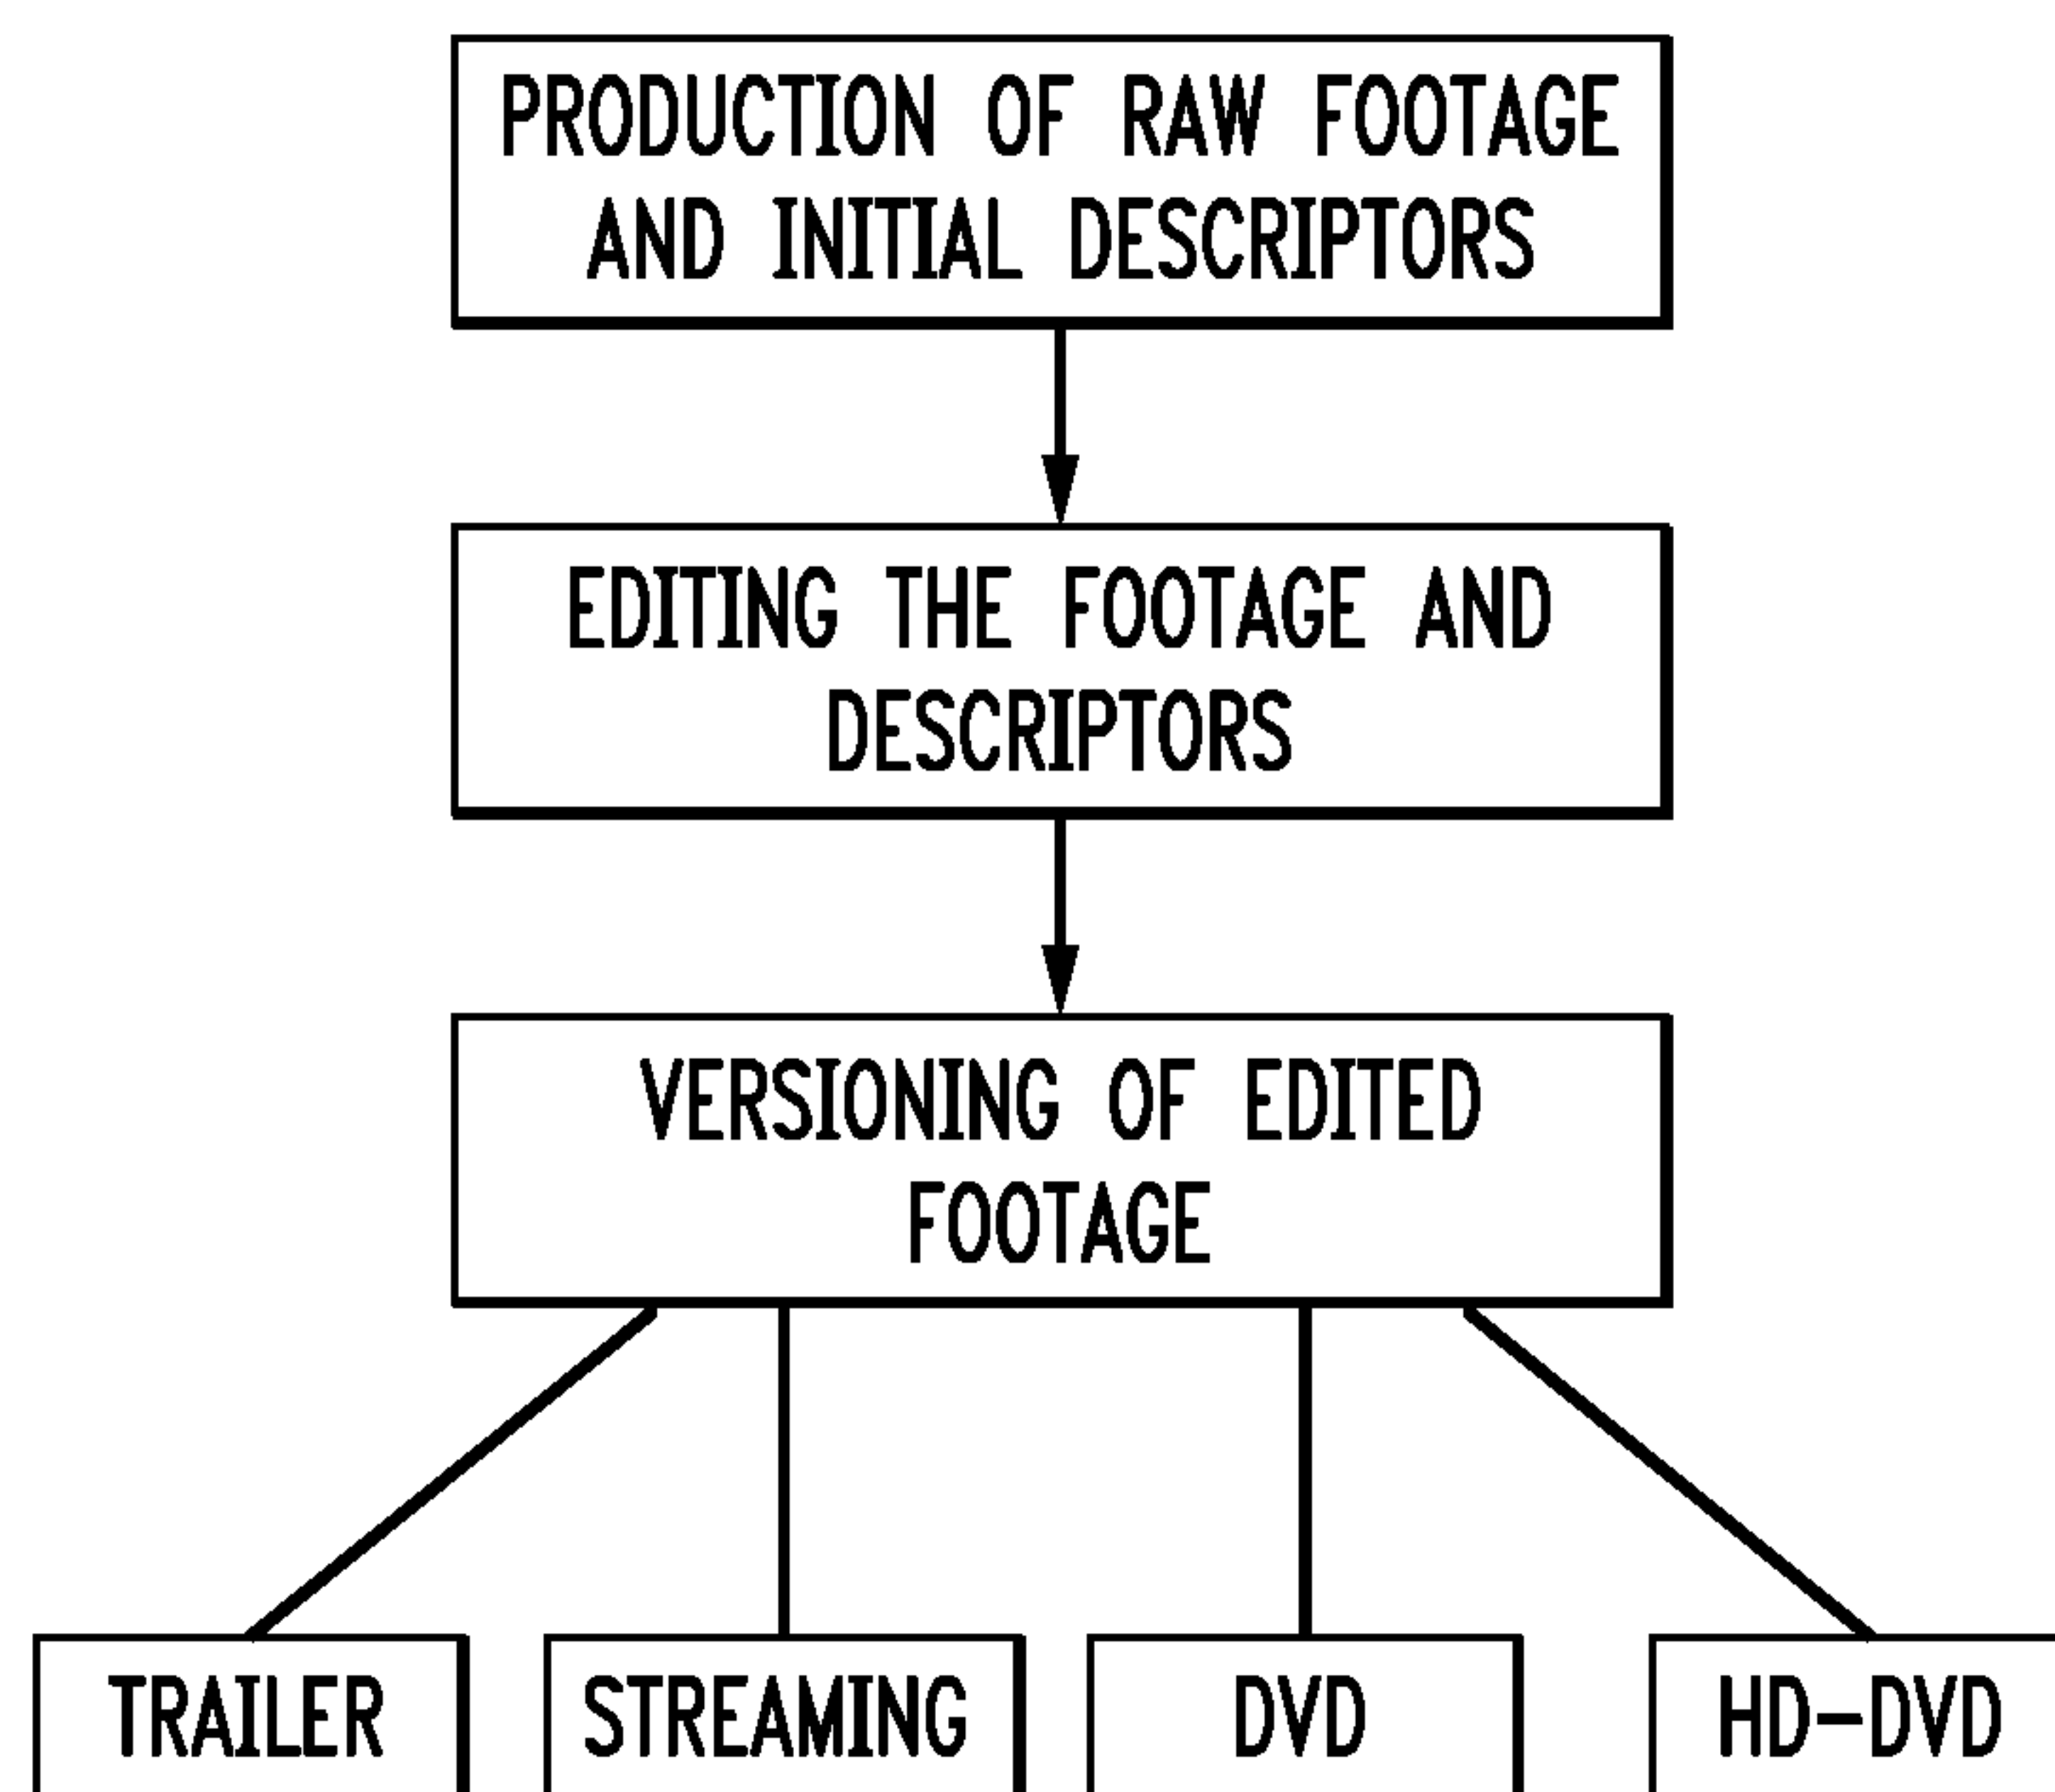 PRODUCTION OF RAW FOOTAGE
AND INITIAL DESCRIPTORS
EDITING THE FOOTAGE AND
DESCRIPTORS
VERSIONING OF EDITED
FOOTAGE
TRAILER
STREAMING
DVD
HD-DVD